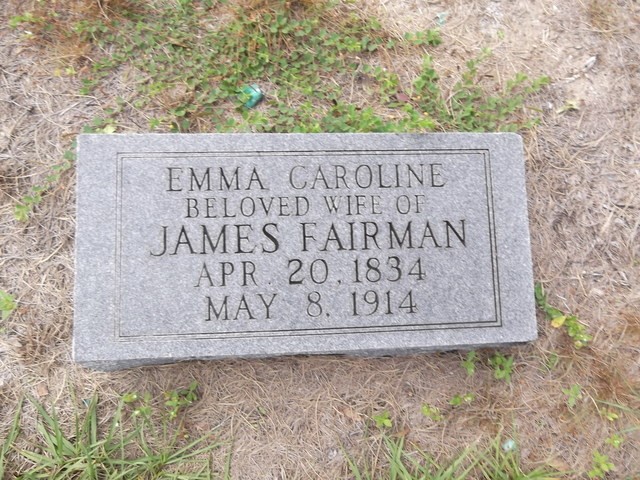 EMMA CAROLINE
BELOVED WIFE OF
JAMES FAIRMAN
APR. 20, 1834
MAY 8, 1914